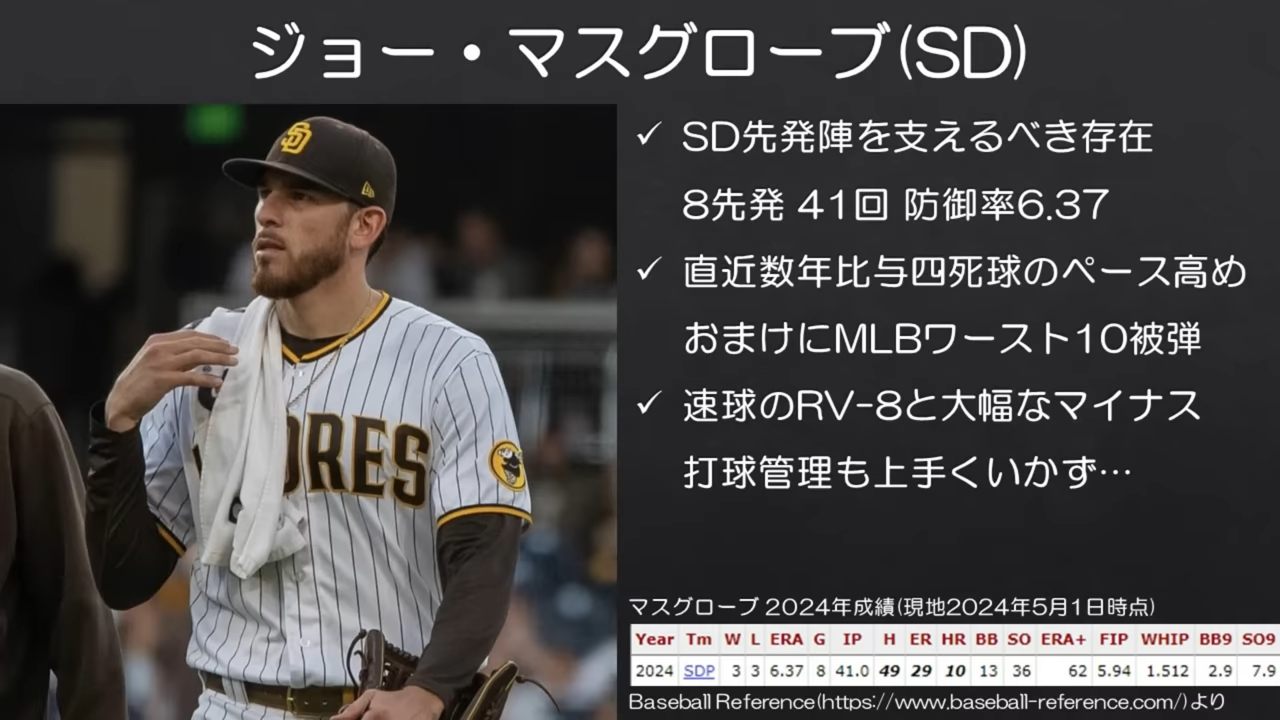 ジョー・マスグローブ(SD)
✓ SD先発陣を支えるべき存在
8先発 41回 防御率6.37
✓ 直近数年比与四死球のペース高め
おまけにMLBワースト10被弾
✓ 速球のRV-8と大幅なマイナス
打球管理も上手くいかず…
SD
DRES
マスグローブ 2024年成績(現地2024年5月1日時点)
Year Tm W L ERA G IP H ER HR BB SO ERA+ FIP WHIP BB9 SO9
2024 SDP 3 3 6.37 8 41.0 49 29 10 13 36 62 5.94 1.512 2.9 7.9
Baseball Reference(https://www.baseball-reference.com/)より